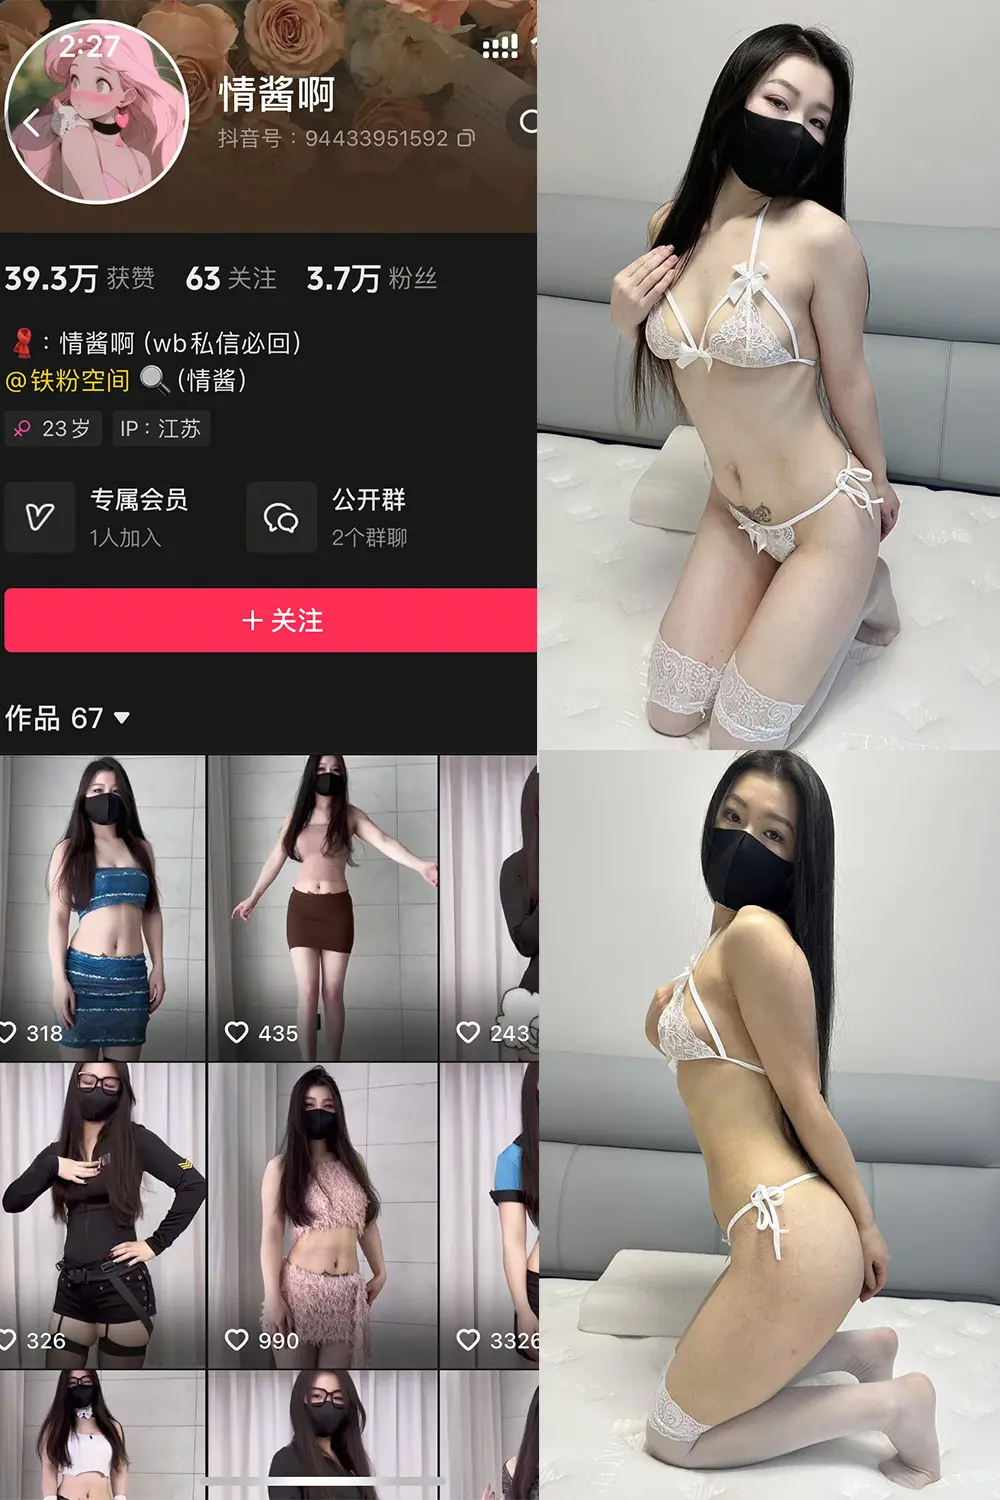 2:27
情酱啊
抖音号：94433951592
39.3万 获赞 63 关注 3.7万 粉丝
：情酱啊 (wb私信必回)
@铁粉空间 (情酱)
23岁 IP：江苏
专属会员 公开群
1人加入 2个群聊
+ 关注
作品 67
318 435 243
326 990 3326